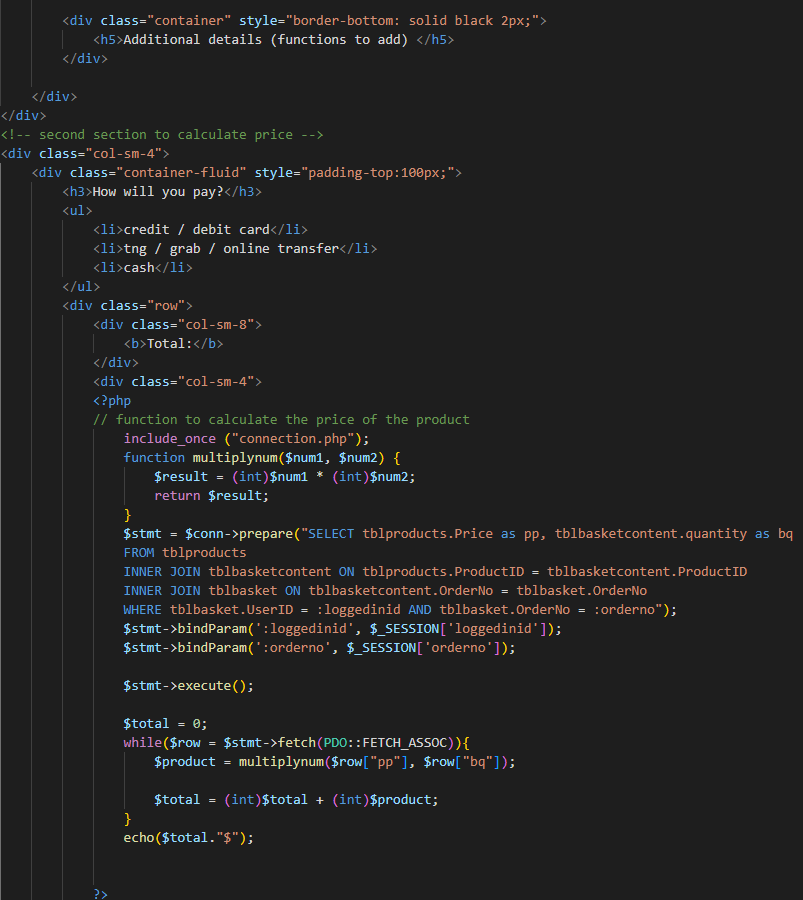 <div class="container" style="border-bottom: solid black 2px;">
<h5>Additional details (functions to add) </h5>
</div>
</div>
</div>
<!-- second section to calculate price -->
<div class="col-sm-4">
<div class="container-fluid" style="padding-top:100px;">
<h3>How will you pay?</h3>
<ul>
<li>credit / debit card</li>
<li>tng / grab / online transfer</li>
<li>cash</li>
</ul>
<div class="row">
<div class="col-sm-8">
<b>Total:</b>
</div>
<div class="col-sm-4">
<?php
// function to calculate the price of the product
include_once ("connection.php");
function multiplynum($num1, $num2) {
$result = (int)$num1 * (int)$num2;
return $result;
}
$stmt = $conn->prepare("SELECT tblproducts.Price as pp, tblbasketcontent.quantity as bq
FROM tblproducts
INNER JOIN tblbasketcontent ON tblproducts.ProductID = tblbasketcontent.ProductID
INNER JOIN tblbasket ON tblbasketcontent.OrderNo = tblbasket.OrderNo
WHERE tblbasket.UserID = :loggedinid AND tblbasket.OrderNo = :orderno");
$stmt->bindParam(':loggedinid', $_SESSION['loggedinid']);
$stmt->bindParam(':orderno', $_SESSION['orderno']);
$stmt->execute();
$total = 0;
while($row = $stmt->fetch(PDO::FETCH_ASSOC)){
$product = multiplynum($row["pp"], $row["bq"]);
$total = (int)$total + (int)$product;
}
echo($total."$");
?>